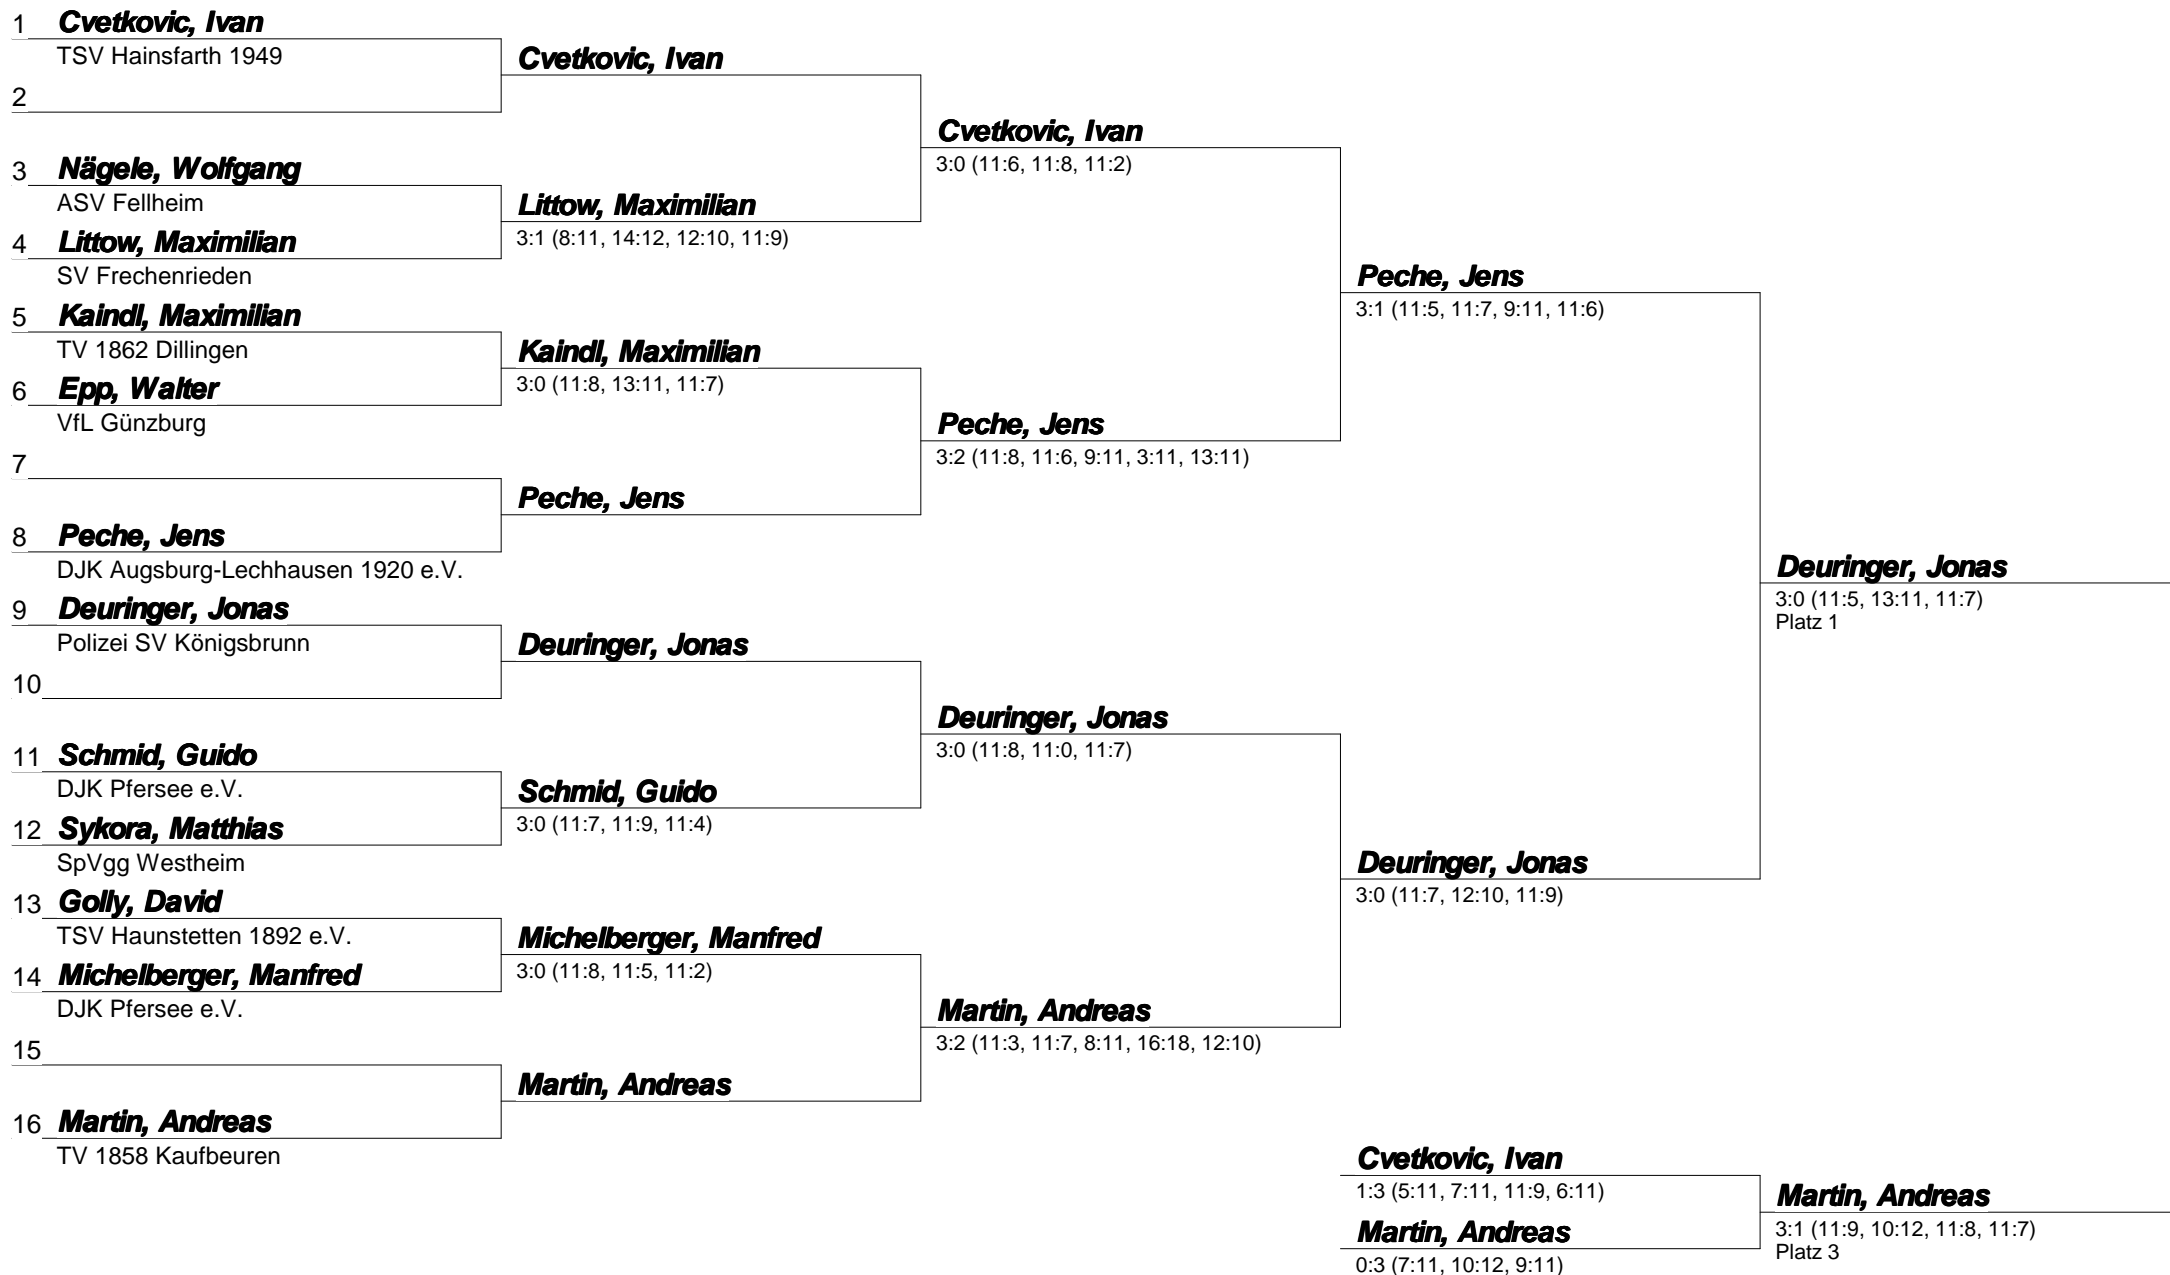 1 Cvetkovic, Ivan
TSV Hainsfarth 1949
2
3 Nägele, Wolfgang
ASV Fellheim
4 Littow, Maximilian
SV Frechenrieden
5 Kaindl, Maximilian
TV 1862 Dillingen
6 Epp, Walter
VfL Günzburg
7
8 Peche, Jens
DJK Augsburg-Lechhausen 1920 e.V.
9 Deuringer, Jonas
Polizei SV Königsbrunn
10
11 Schmid, Guido
DJK Pfersee e.V.
12 Sykora, Matthias
SpVgg Westheim
13 Golly, David
TSV Haunstetten 1892 e.V.
14 Michelberger, Manfred
DJK Pfersee e.V.
15
16 Martin, Andreas
TV 1858 Kaufbeuren
Cvetkovic, Ivan
Littow, Maximilian
3:1 (8:11, 14:12, 12:10, 11:9)
Kaindl, Maximilian
3:0 (11:8, 13:11, 11:7)
Peche, Jens
Deuringer, Jonas
Schmid, Guido
3:0 (11:7, 11:9, 11:4)
Michelberger, Manfred
3:0 (11:8, 11:5, 11:2)
Martin, Andreas
Cvetkovic, Ivan
3:0 (11:6, 11:8, 11:2)
Peche, Jens
3:2 (11:8, 11:6, 9:11, 3:11, 13:11)
Deuringer, Jonas
3:0 (11:8, 11:0, 11:7)
Martin, Andreas
3:2 (11:3, 11:7, 8:11, 16:18, 12:10)
Peche, Jens
3:1 (11:5, 11:7, 9:11, 11:6)
Deuringer, Jonas
3:0 (11:7, 12:10, 11:9)
Deuringer, Jonas
3:0 (11:5, 13:11, 11:7)
Platz 1
Cvetkovic, Ivan
1:3 (5:11, 7:11, 11:9, 6:11)
Martin, Andreas
0:3 (7:11, 10:12, 9:11)
Martin, Andreas
3:1 (11:9, 10:12, 11:8, 11:7)
Platz 3